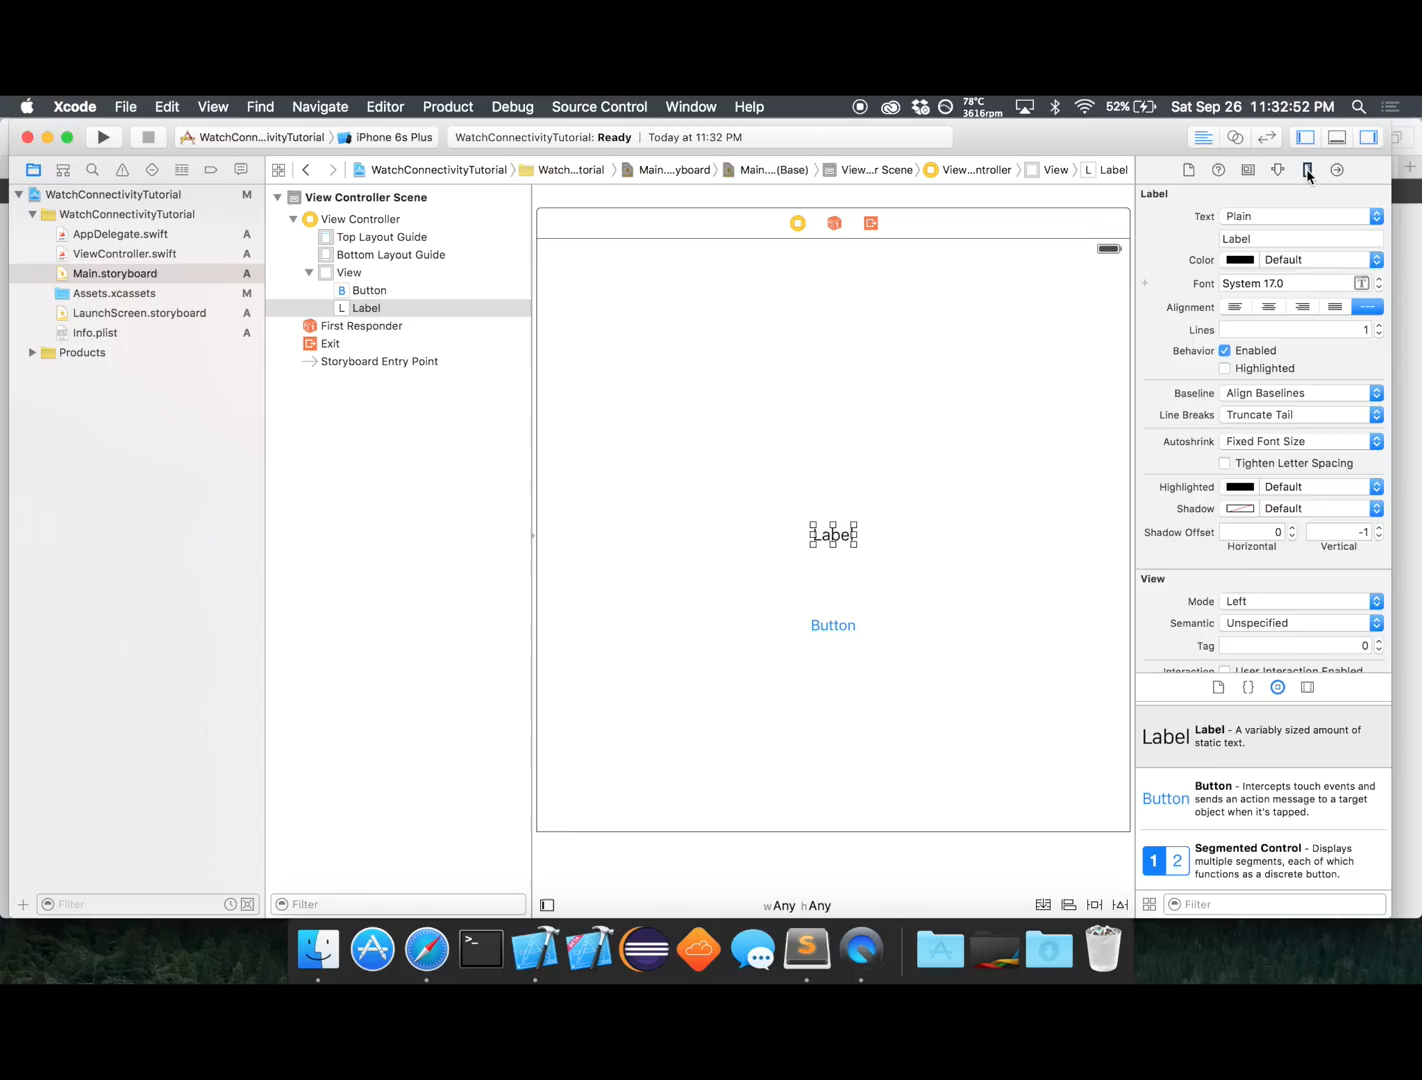 Xcode File Edit View Find Navigate Editor Product Debug Source Control Window Help 78°C 3616rpm 52% Sat Sep 26 11:32:52 PM
WatchConn...ivityTutorial iPhone 6s Plus WatchConnectivityTutorial: Ready Today at 11:32 PM
WatchConnectivityTutorial Watch...torial Main....yboard Main....(Base) View...r Scene View...ntroller View L Label
WatchConnectivityTutorial M
WatchConnectivityTutorial
AppDelegate.swift A
ViewController.swift A
Main.storyboard A
Assets.xcassets M
LaunchScreen.storyboard A
Info.plist A
Products
Filter
View Controller Scene
View Controller
Top Layout Guide
Bottom Layout Guide
View
B Button
L Label
First Responder
Exit
Storyboard Entry Point
Filter
Label
Button
wAny hAny
Label
Text Plain
Label
Color Default
Font System 17.0 T
Alignment
Lines 1
Behavior Enabled
Highlighted
Baseline Align Baselines
Line Breaks Truncate Tail
Autoshrink Fixed Font Size
Tighten Letter Spacing
Highlighted Default
Shadow Default
Shadow Offset 0 -1
Horizontal Vertical
View
Mode Left
Semantic Unspecified
Tag 0
Interaction User Interaction Enabled
Label Label - A variably sized amount of
static text.
Button Button - Intercepts touch events and
sends an action message to a target
object when it's tapped.
1 2 Segmented Control - Displays
multiple segments, each of which
functions as a discrete button.
Filter